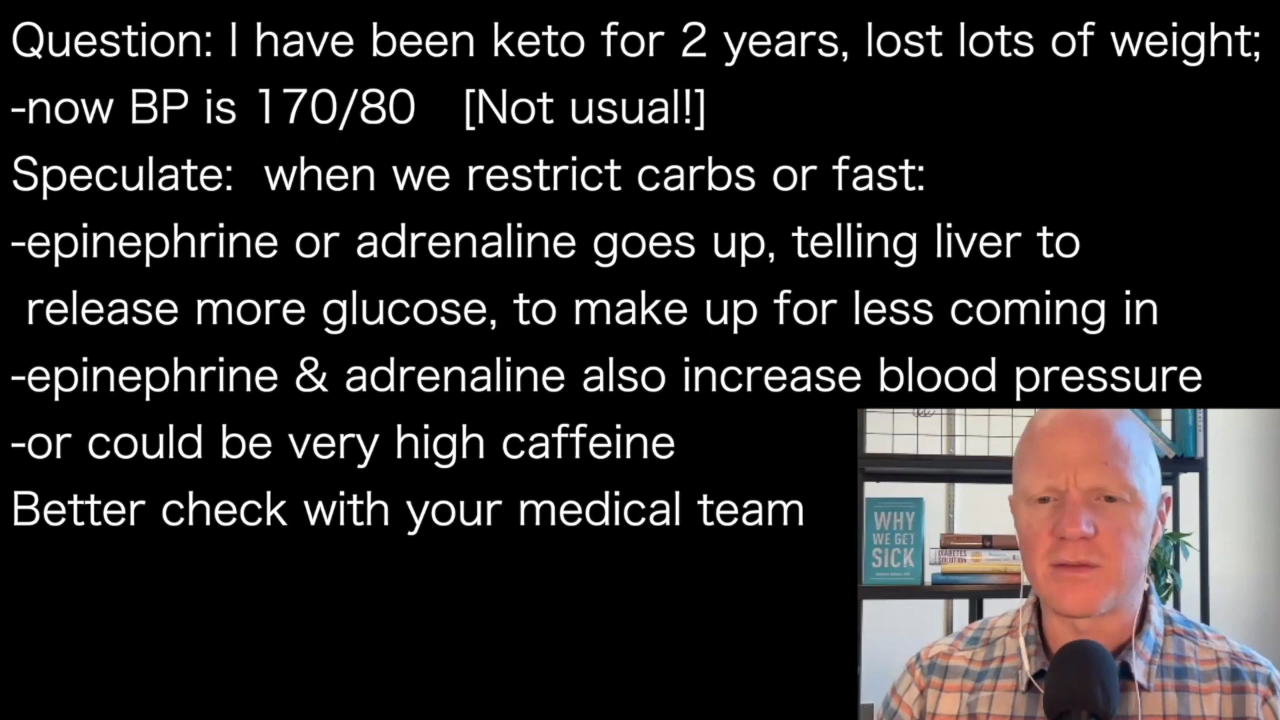 Question: I have been keto for 2 years, lost lots of weight;
-now BP is 170/80 [Not usual!]
Speculate: when we restrict carbs or fast:
-epinephrine or adrenaline goes up, telling liver to
release more glucose, to make up for less coming in
-epinephrine & adrenaline also increase blood pressure
-or could be very high caffeine
Better check with your medical team
WHY
WE GET
SICK
DIABETES
SOLUTION